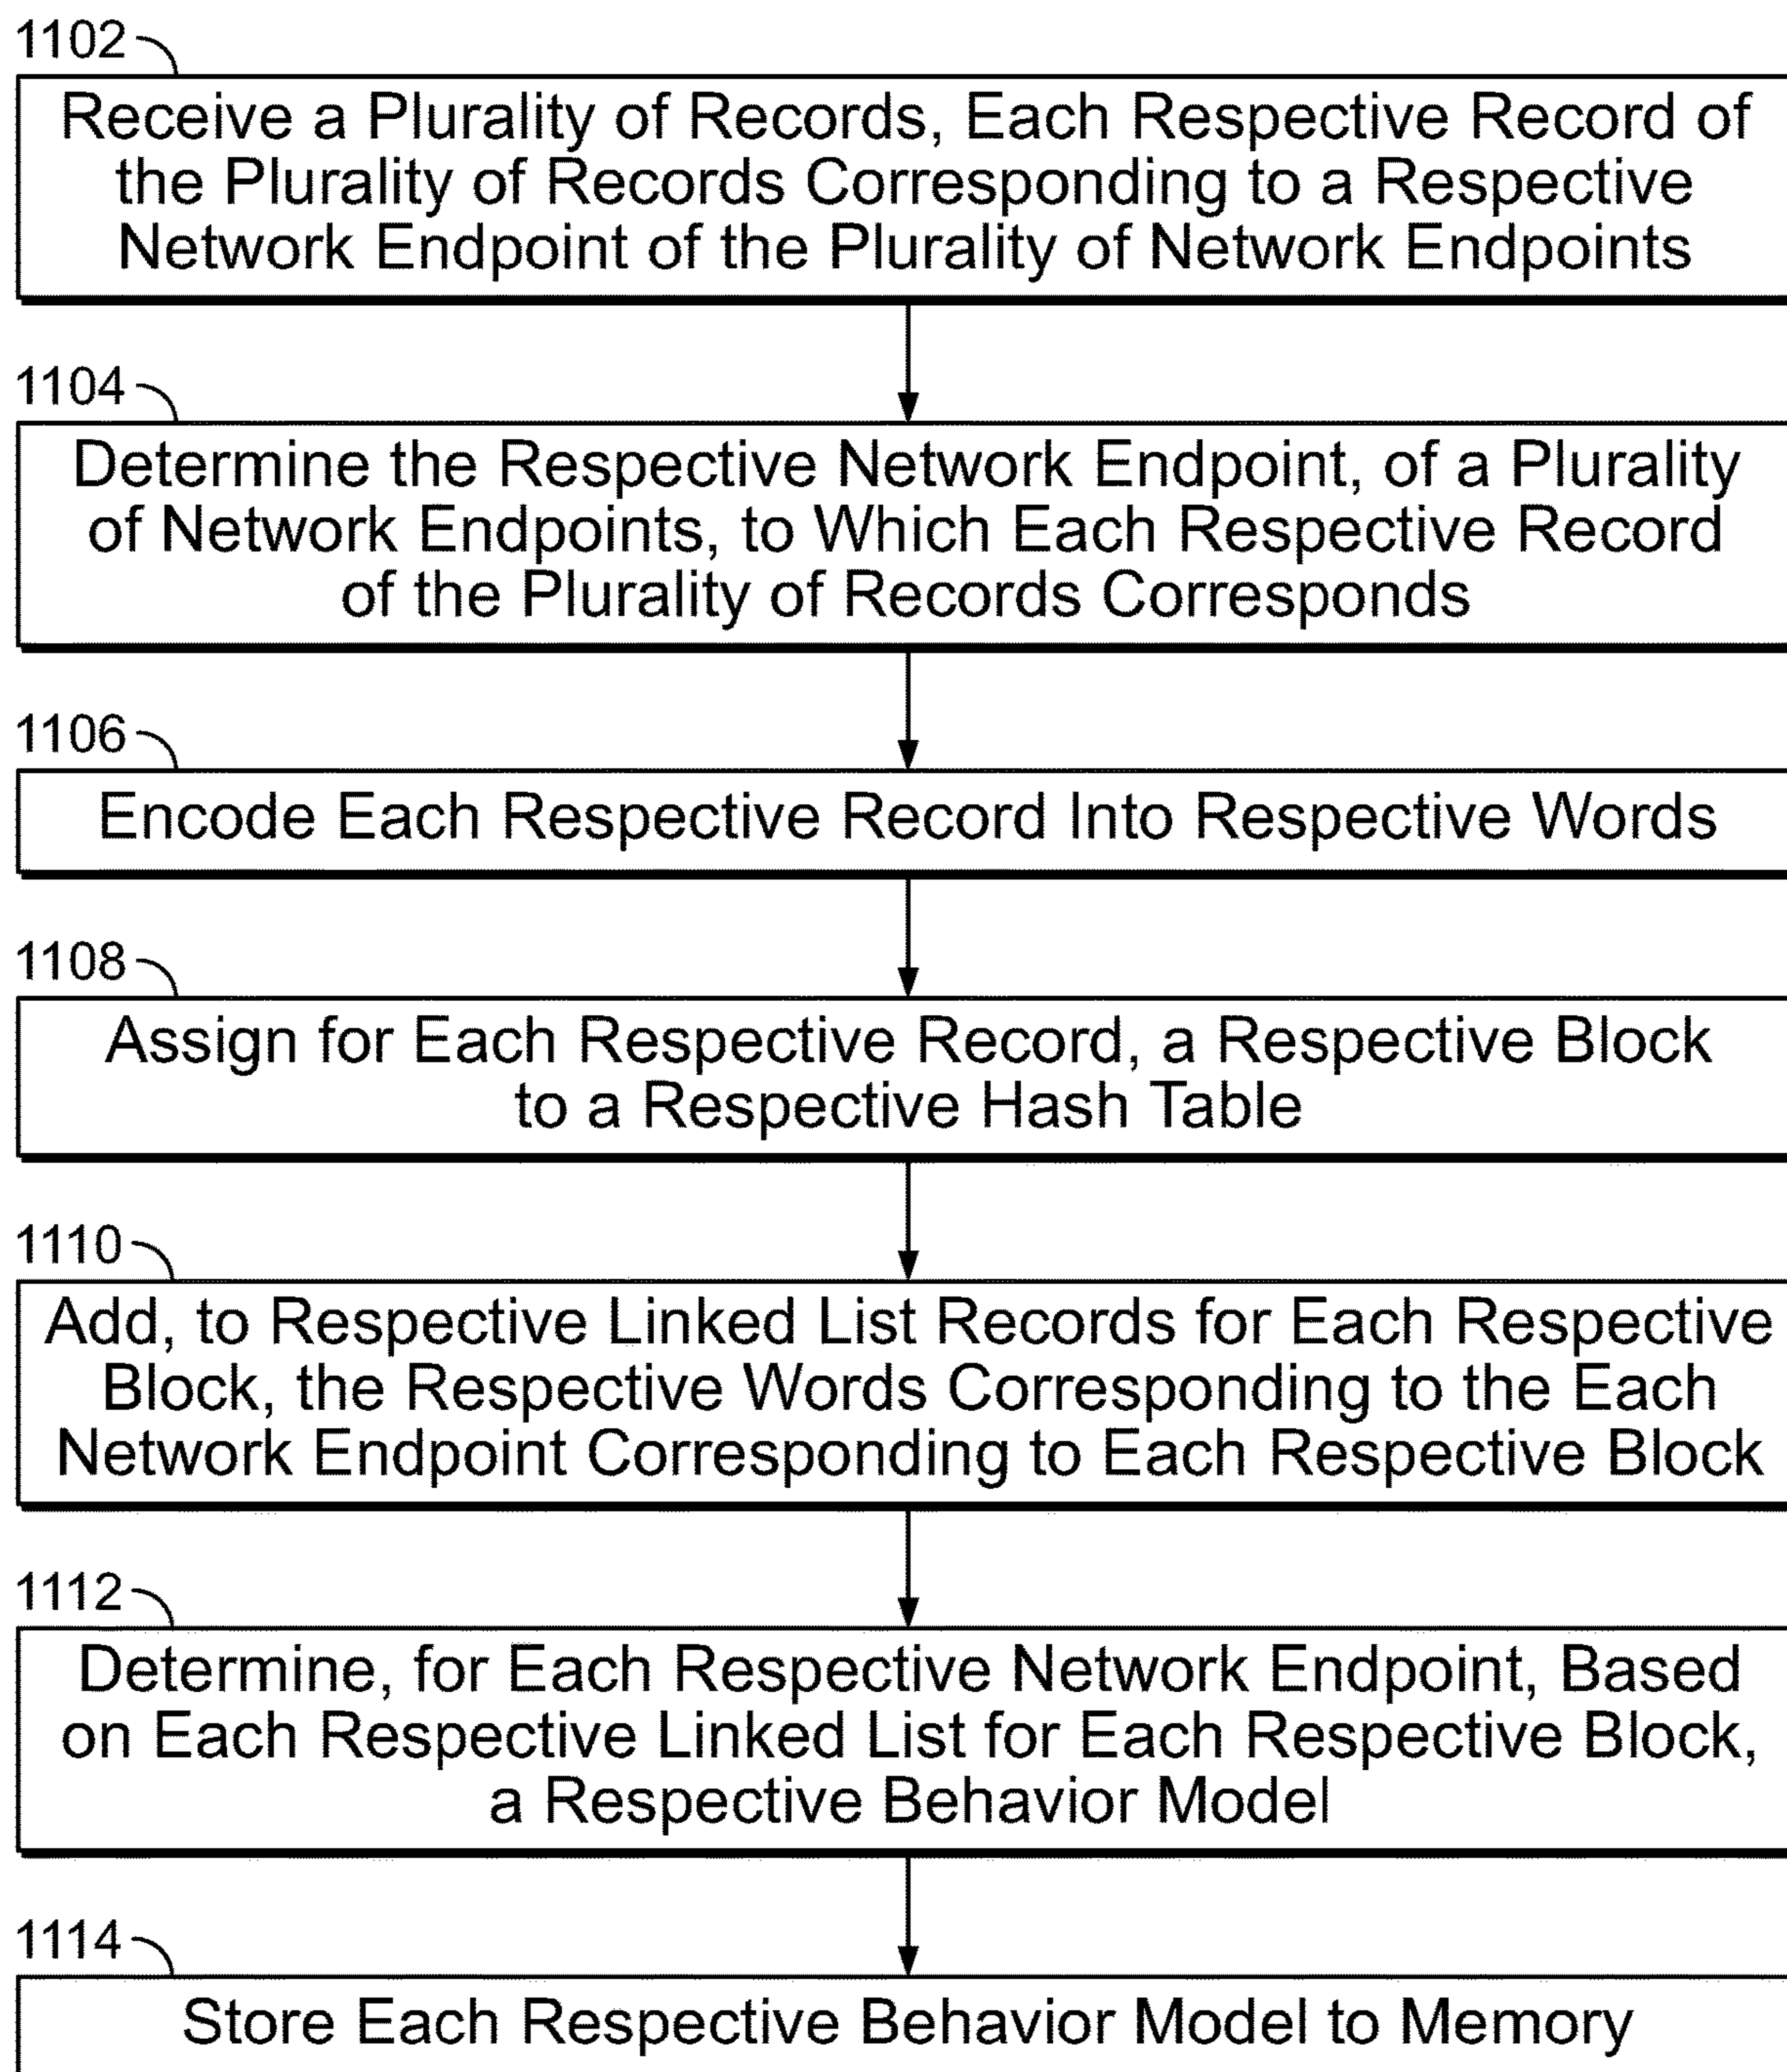 1102
Receive a Plurality of Records, Each Respective Record of
the Plurality of Records Corresponding to a Respective
Network Endpoint of the Plurality of Network Endpoints
1104
Determine the Respective Network Endpoint, of a Plurality
of Network Endpoints, to Which Each Respective Record
of the Plurality of Records Corresponds
1106
Encode Each Respective Record Into Respective Words
1108
Assign for Each Respective Record, a Respective Block
to a Respective Hash Table
1110
Add, to Respective Linked List Records for Each Respective
Block, the Respective Words Corresponding to the Each
Network Endpoint Corresponding to Each Respective Block
1112
Determine, for Each Respective Network Endpoint, Based
on Each Respective Linked List for Each Respective Block,
a Respective Behavior Model
1114
Store Each Respective Behavior Model to Memory